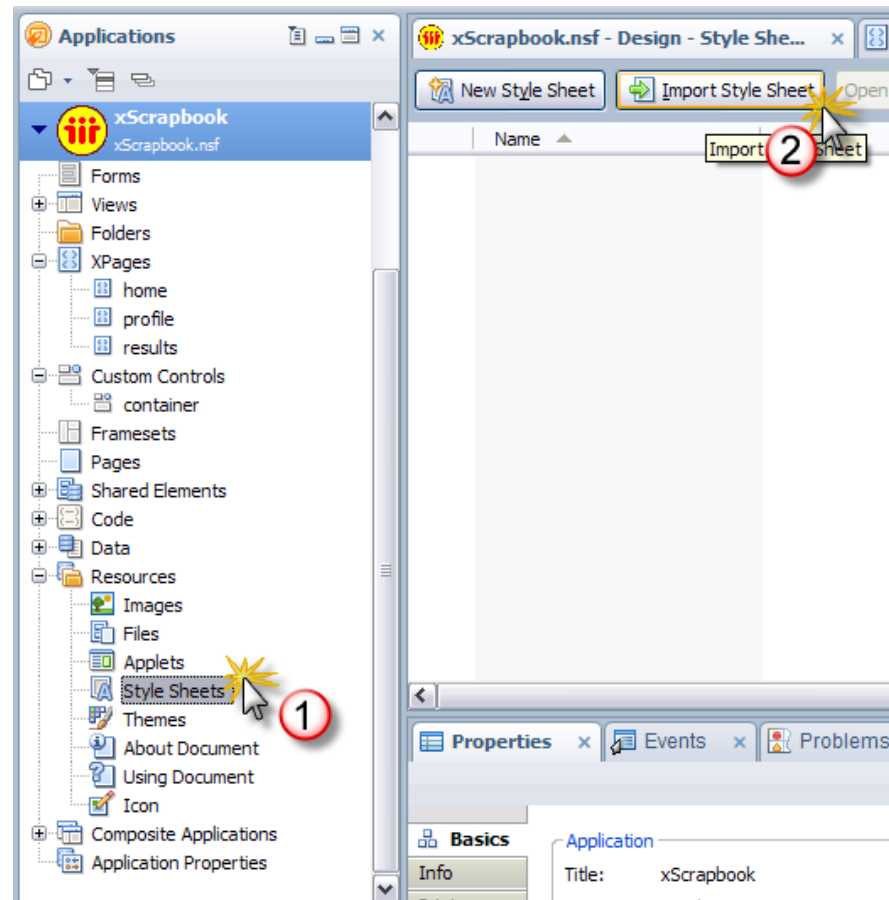 Applications
xScrapbook
xScrapbook.nsf
Forms
Views
Folders
XPages
home
profile
results
Custom Controls
container
Framesets
Pages
Shared Elements
Code
Data
Resources
Images
Files
Applets
Style Sheets
1
Themes
About Document
Using Document
Icon
Composite Applications
Application Properties
xScrapbook.nsf - Design - Style She...
New Style Sheet
Import Style Sheet
Open
Name
Import
2
Sheet
Properties
Events
Problems
Basics
Application
Info
Title: xScrapbook